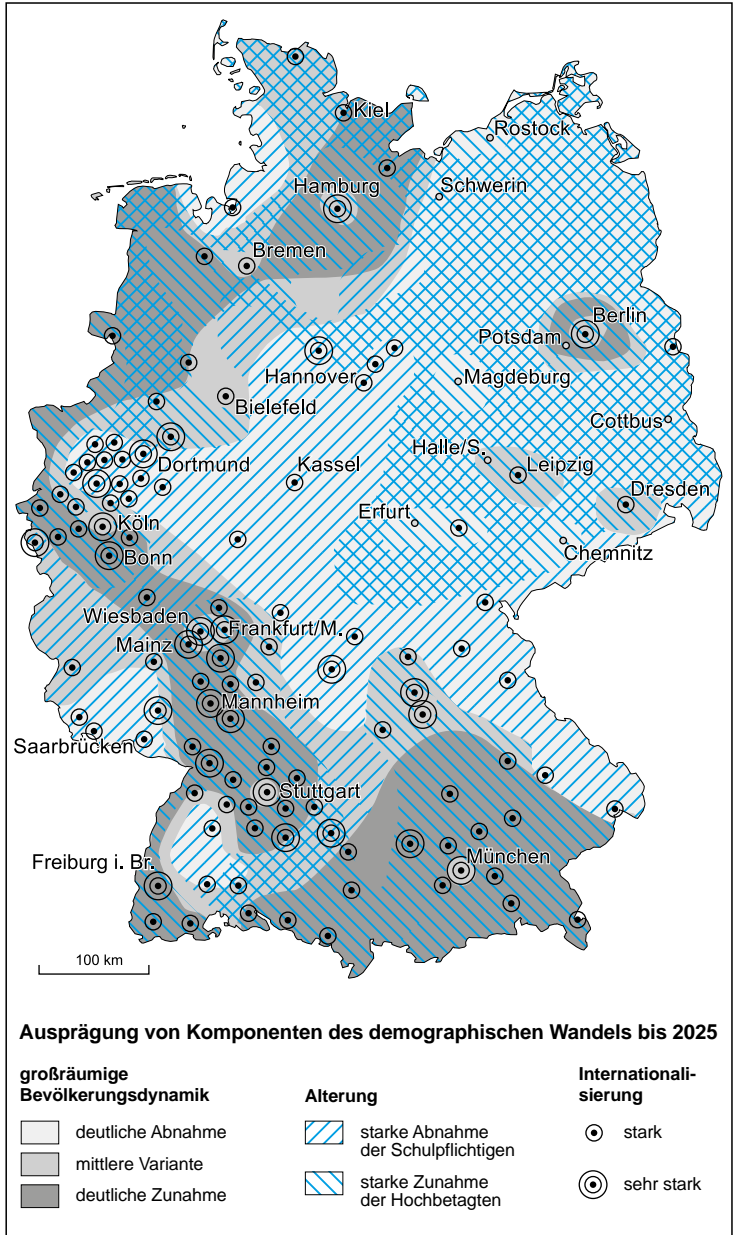 Kiel
Rostock
Hamburg
Schwerin
Bremen
Berlin
Potsdam
Hannover
Magdeburg
Bielefeld
Cottbus
Halle/S.
Dortmund
Kassel
Leipzig
Dresden
Erfurt
Köln
Chemnitz
Bonn
Wiesbaden
Frankfurt/M.
Mainz
Mannheim
Saarbrücken
Stuttgart
Freiburg i. Br.
München
100 km
Ausprägung von Komponenten des demographischen Wandels bis 2025
großräumige
Bevölkerungsdynamik
deutliche Abnahme
mittlere Variante
deutliche Zunahme
Alterung
starke Abnahme
der Schulpflichtigen
starke Zunahme
der Hochbetagten
Internationali-
sierung
stark
sehr stark